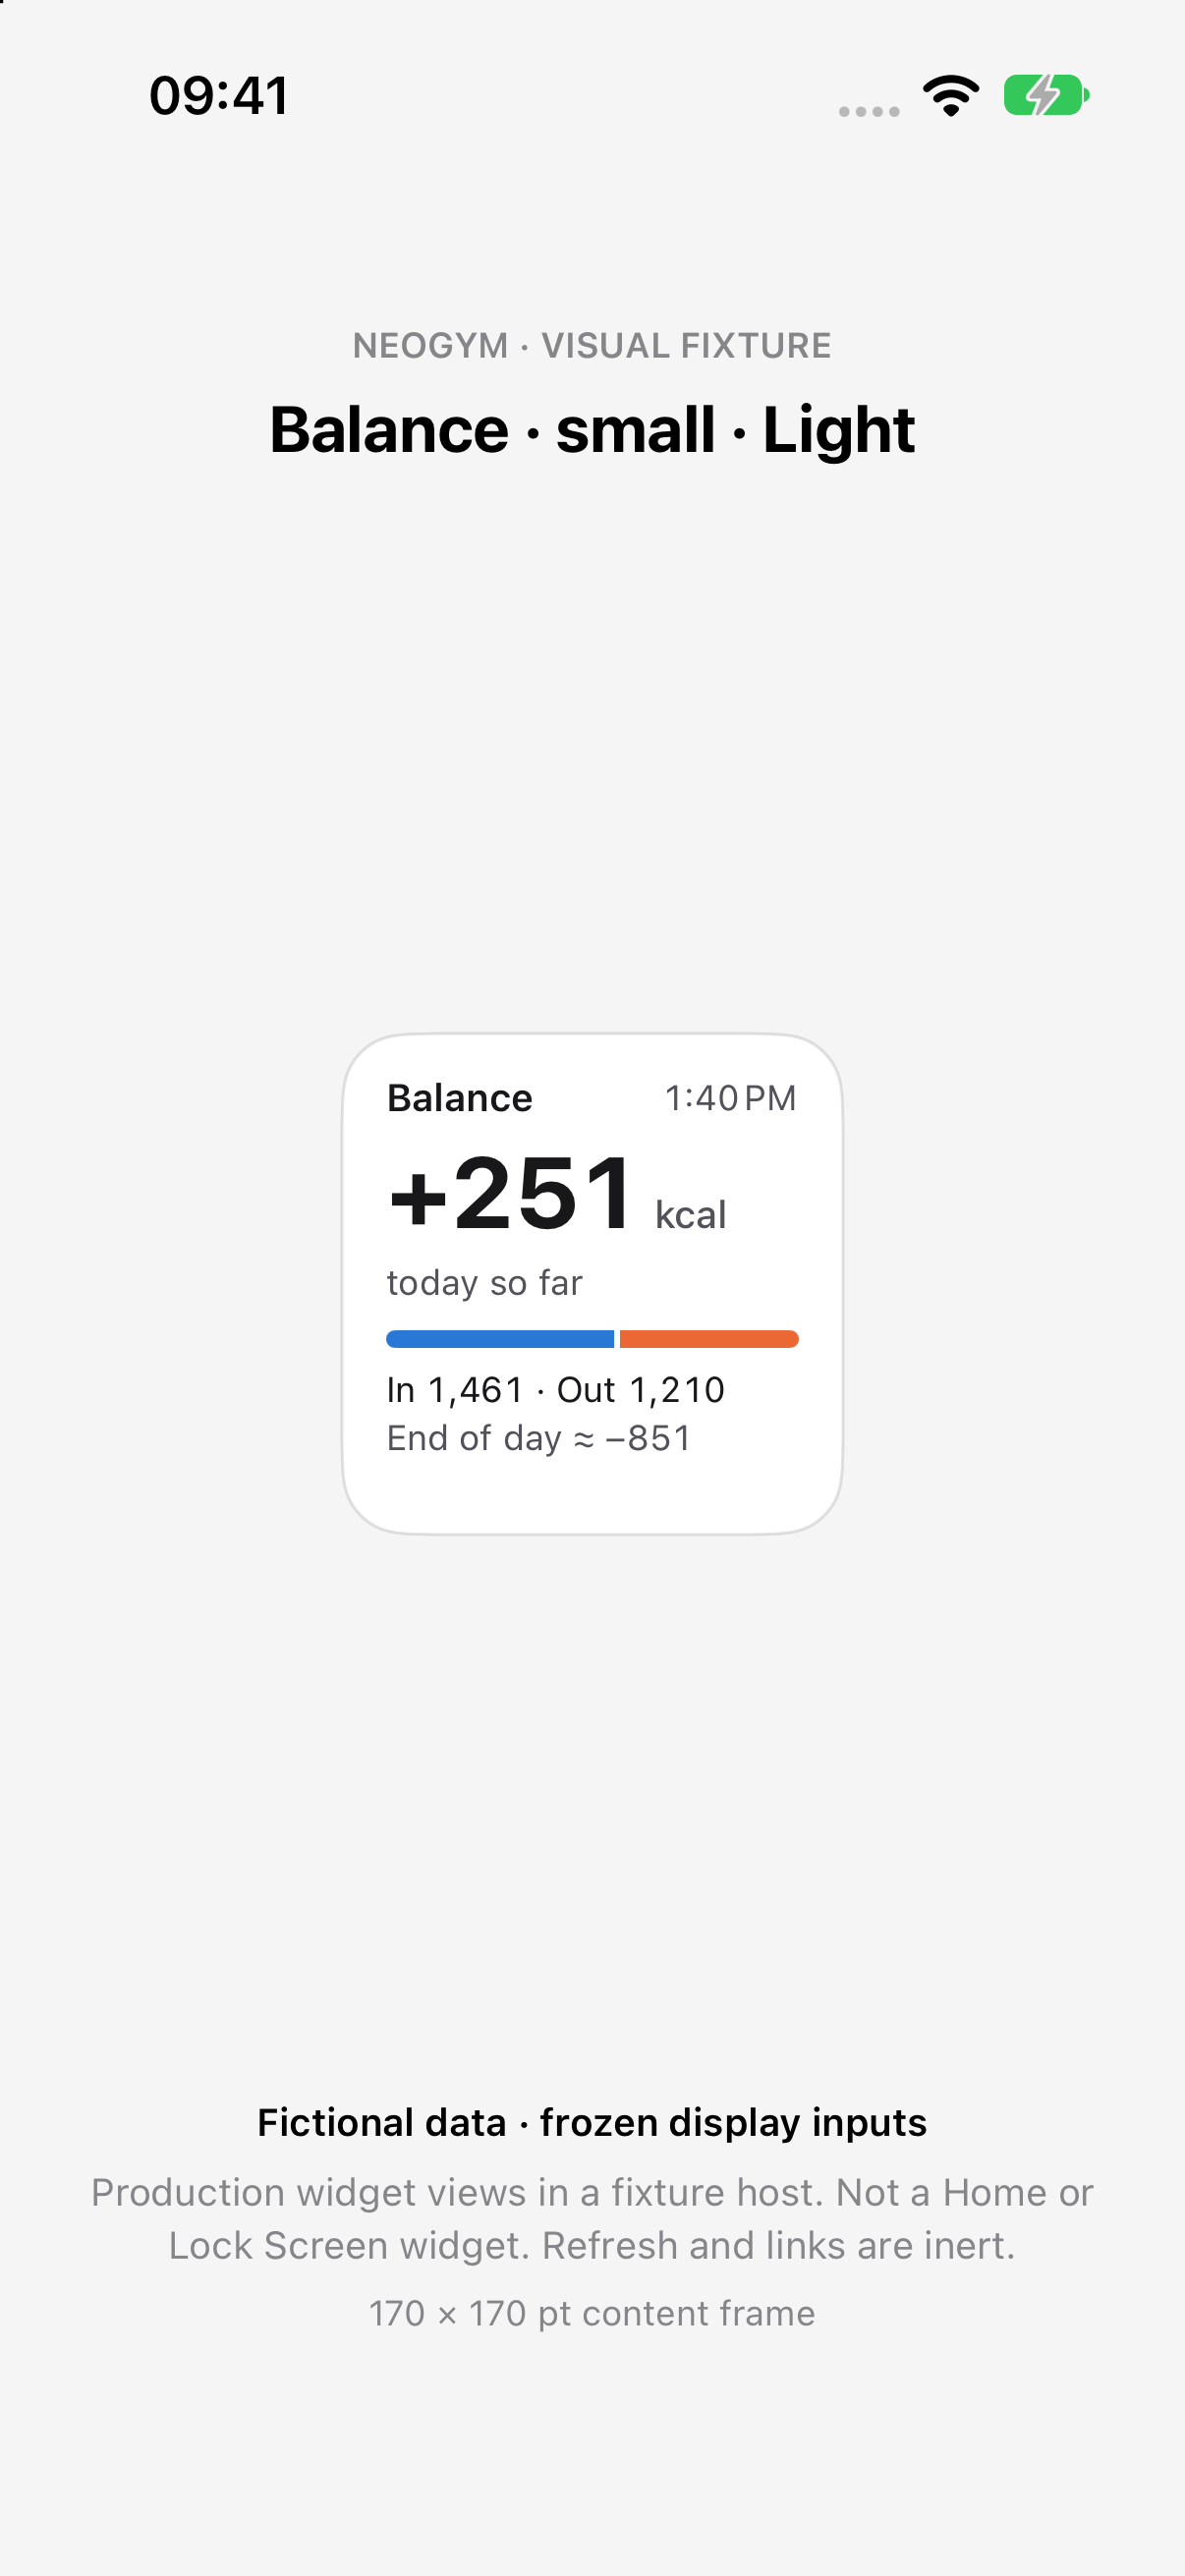 09:41
NEOGYM · VISUAL FIXTURE
Balance · small · Light
Balance 1:40 PM
+251 kcal
today so far
In 1,461 · Out 1,210
End of day ≈ −851
Fictional data · frozen display inputs
Production widget views in a fixture host. Not a Home or
Lock Screen widget. Refresh and links are inert.
170 × 170 pt content frame